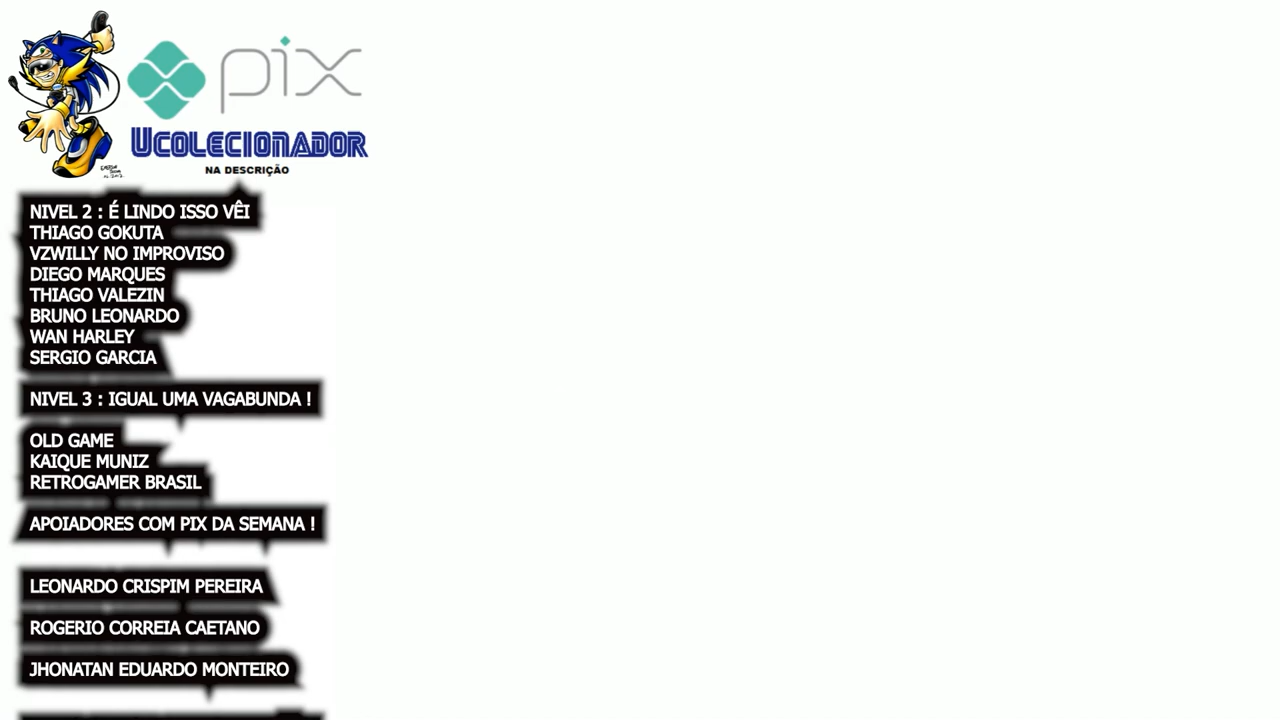 pix
UCOLECIONADOR
NA DESCRIÇÃO
NIVEL 2 : É LINDO ISSO VÊI
THIAGO GOKUTA
VZWILLY NO IMPROVISO
DIEGO MARQUES
THIAGO VALEZIN
BRUNO LEONARDO
WAN HARLEY
SERGIO GARCIA
NIVEL 3 : IGUAL UMA VAGABUNDA !
OLD GAME
KAIQUE MUNIZ
RETROGAMER BRASIL
APOIADORES COM PIX DA SEMANA !
LEONARDO CRISPIM PEREIRA
ROGERIO CORREIA CAETANO
JHONATAN EDUARDO MONTEIRO